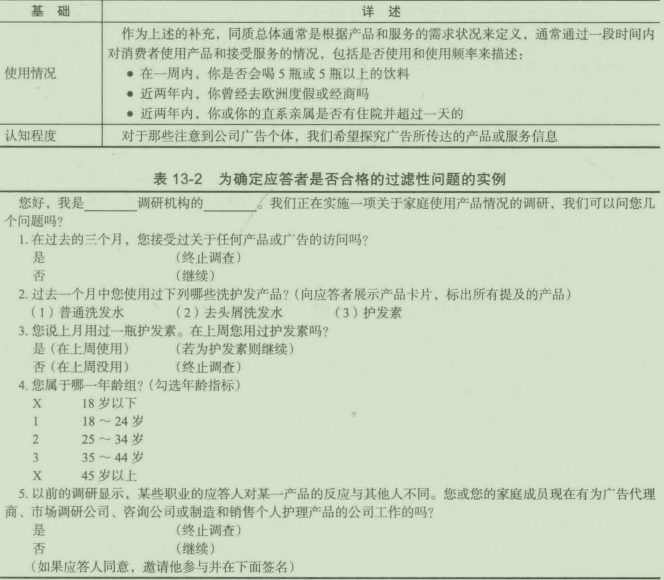 基 础 详 述
作为上述的补充，同质总体通常是根据产品和服务的需求状况来定义，通常通过一段时间内
对消费者使用产品和接受服务的情况，包括是否使用和使用频率来描述：
使用情况 ● 在一周内，你是否会喝 5 瓶或 5 瓶以上的饮料
● 近两年内，你曾经去欧洲度假或经商吗
● 近两年内，你或你的直系亲属是否有住院并超过一天的
认知程度 对于那些注意到公司广告个体，我们希望探究广告所传达的产品或服务信息
表 13-2 为确定应答者是否合格的过滤性问题的实例
您好，我是________调研机构的________。我们正在实施一项关于家庭使用产品情况的调研，我们可以问您几
个问题吗？
1. 在过去的三个月，您接受过关于任何产品或广告的访问吗？
是 （终止调查）
否 （继续）
2. 过去一个月中您使用过下列哪些洗护发产品？（向应答者展示产品卡片，标出所有提及的产品）
（1）普通洗发水 （2）去头屑洗发水 （3）护发素
3. 您说上月用过一瓶护发素。在上周您用过护发素吗？
是（在上周使用） （若为护发素则继续）
否（在上周没用） （终止调查）
4. 您属于哪一年龄组？（勾选年龄指标）
X 18 岁以下
1 18～24 岁
2 25～34 岁
3 35～44 岁
X 45 岁以上
5. 以前的调研显示，某些职业的应答人对某一产品的反应与其他人不同。您或您的家庭成员现在有为广告代理
商、市场调研公司、咨询公司或制造和销售个人护理产品的公司工作的吗？
是 （终止调查）
否 （继续）
（如果应答人同意，邀请他参与并在下面签名）